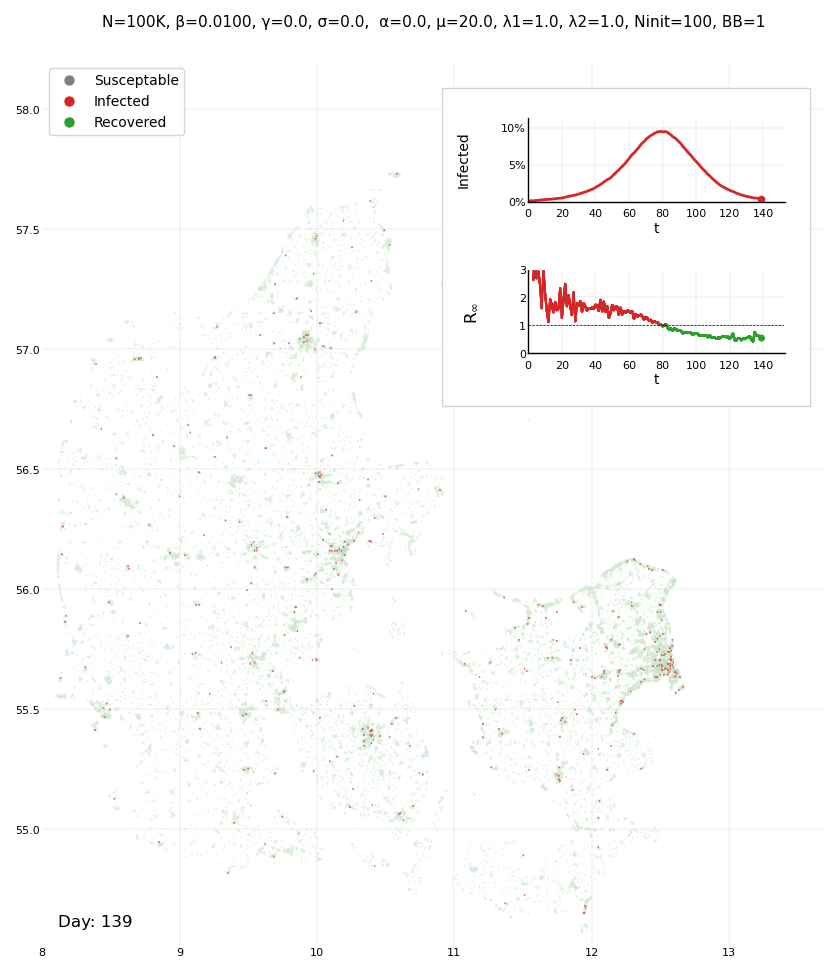 N=100K, β=0.0100, γ=0.0, σ=0.0,  α=0.0, μ=20.0, λ1=1.0, λ2=1.0, Ninit=100, BB=1
Susceptable
Infected
Recovered
Infected
10%
5%
0%
0 20 40 60 80 100 120 140
t
R∞
3
2
1
0
0 20 40 60 80 100 120 140
t
58.0
57.5
57.0
56.5
56.0
55.5
55.0
Day: 139
8 9 10 11 12 13